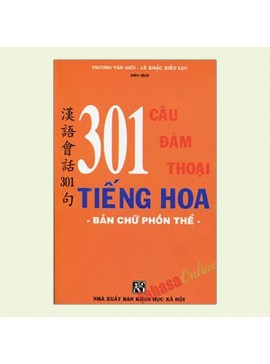 TRƯƠNG VĂN GIỚI - LÊ KHẮC KIỀU LỤC
biên dịch
漢語會話301句
301
CÂU
ĐÀM
THOẠI
TIẾNG HOA
- BẢN CHỮ PHỒN THỂ -
NHÀ XUẤT BẢN KHOA HỌC XÃ HỘI